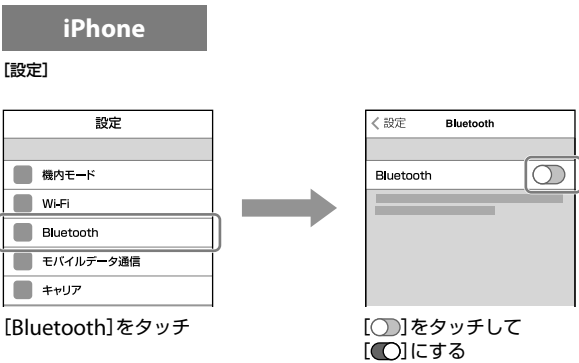 iPhone
[設定]
設定
機内モード
Wi-Fi
Bluetooth
モバイルデータ通信
キャリア
[Bluetooth]をタッチ
設定 Bluetooth
Bluetooth
[ ]をタッチして
[ ]にする